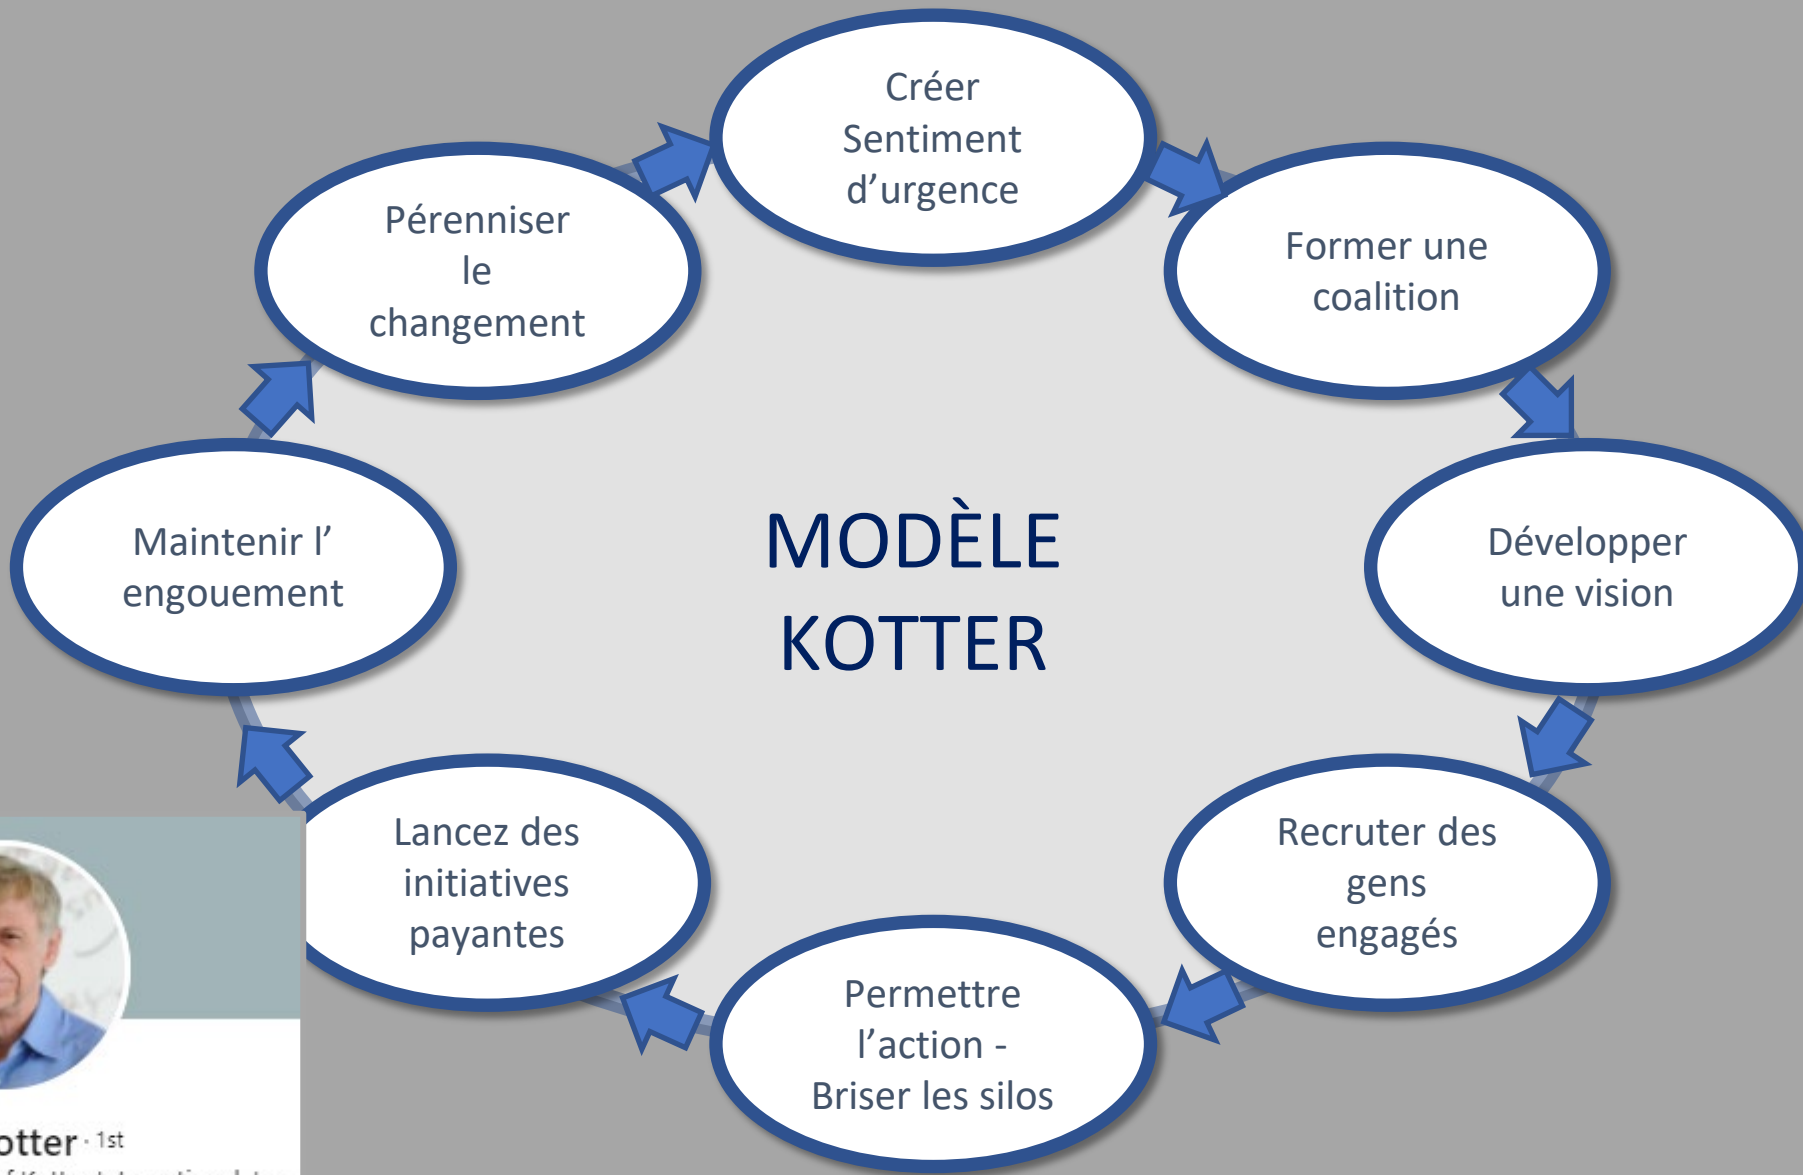 Créer
Sentiment
d’urgence
Former une
coalition
Développer
une vision
Recruter des
gens
engagés
Permettre
l’action -
Briser les silos
Lancez des
initiatives
payantes
Maintenir l’
engouement
Pérenniser
le
changement
MODÈLE
KOTTER
otter · 1st